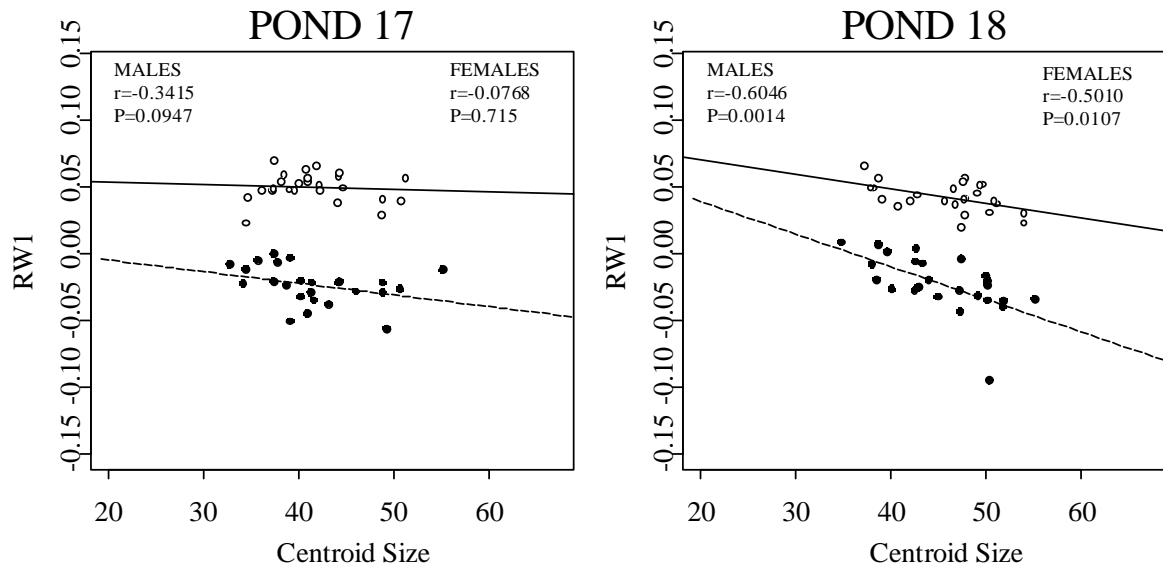 POND 17
MALES
r=-0.3415
P=0.0947
FEMALES
r=-0.0768
P=0.715
RW1
0.15
0.10
0.05
0.00
-0.05
-0.10
-0.15
20 30 40 50 60
Centroid Size
POND 18
MALES
r=-0.6046
P=0.0014
FEMALES
r=-0.5010
P=0.0107
RW1
0.15
0.10
0.05
0.00
-0.05
-0.10
-0.15
20 30 40 50 60
Centroid Size